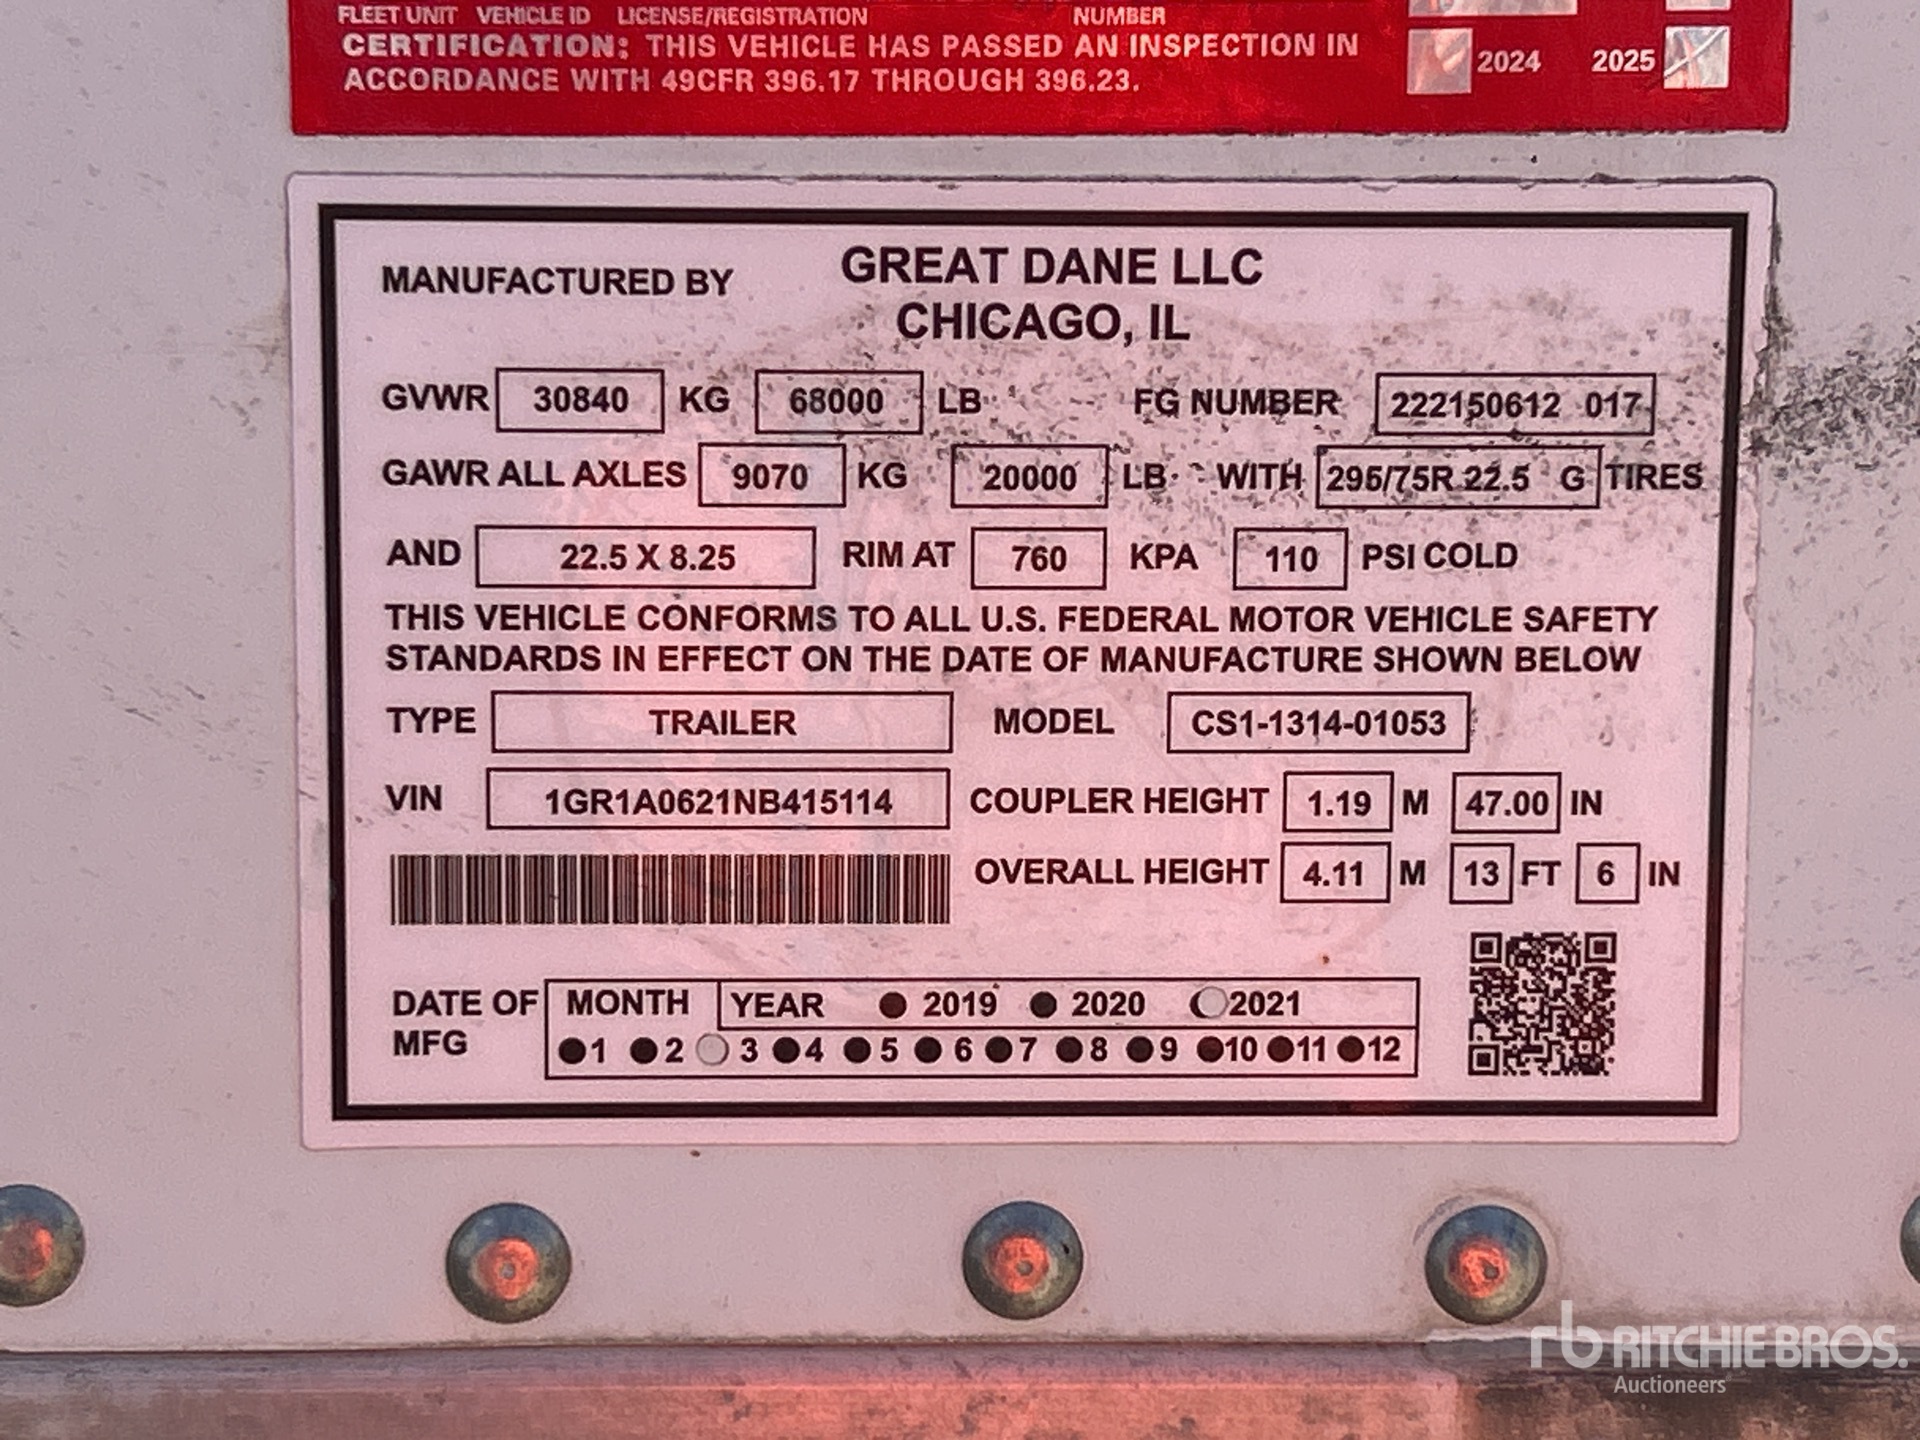 FLEET UNIT VEHICLE ID LICENSE/REGISTRATION NUMBER
CERTIFICATION: THIS VEHICLE HAS PASSED AN INSPECTION IN
ACCORDANCE WITH 49CFR 396.17 THROUGH 396.23.
2024 2025
MANUFACTURED BY GREAT DANE LLC
CHICAGO, IL
GVWR 30840 KG 68000 LB FG NUMBER 222150612 017
GAWR ALL AXLES 9070 KG 20000 LB WITH 295/75R 22.5 G TIRES
AND 22.5 X 8.25 RIM AT 760 KPA 110 PSI COLD
THIS VEHICLE CONFORMS TO ALL U.S. FEDERAL MOTOR VEHICLE SAFETY
STANDARDS IN EFFECT ON THE DATE OF MANUFACTURE SHOWN BELOW
TYPE TRAILER MODEL CS1-1314-01053
VIN 1GR1A0621NB415114 COUPLER HEIGHT 1.19 M 47.00 IN
OVERALL HEIGHT 4.11 M 13 FT 6 IN
DATE OF MFG MONTH YEAR 2019 2020 2021
1 2 3 4 5 6 7 8 9 10 11 12
rb RITCHIE BROS.
Auctioneers